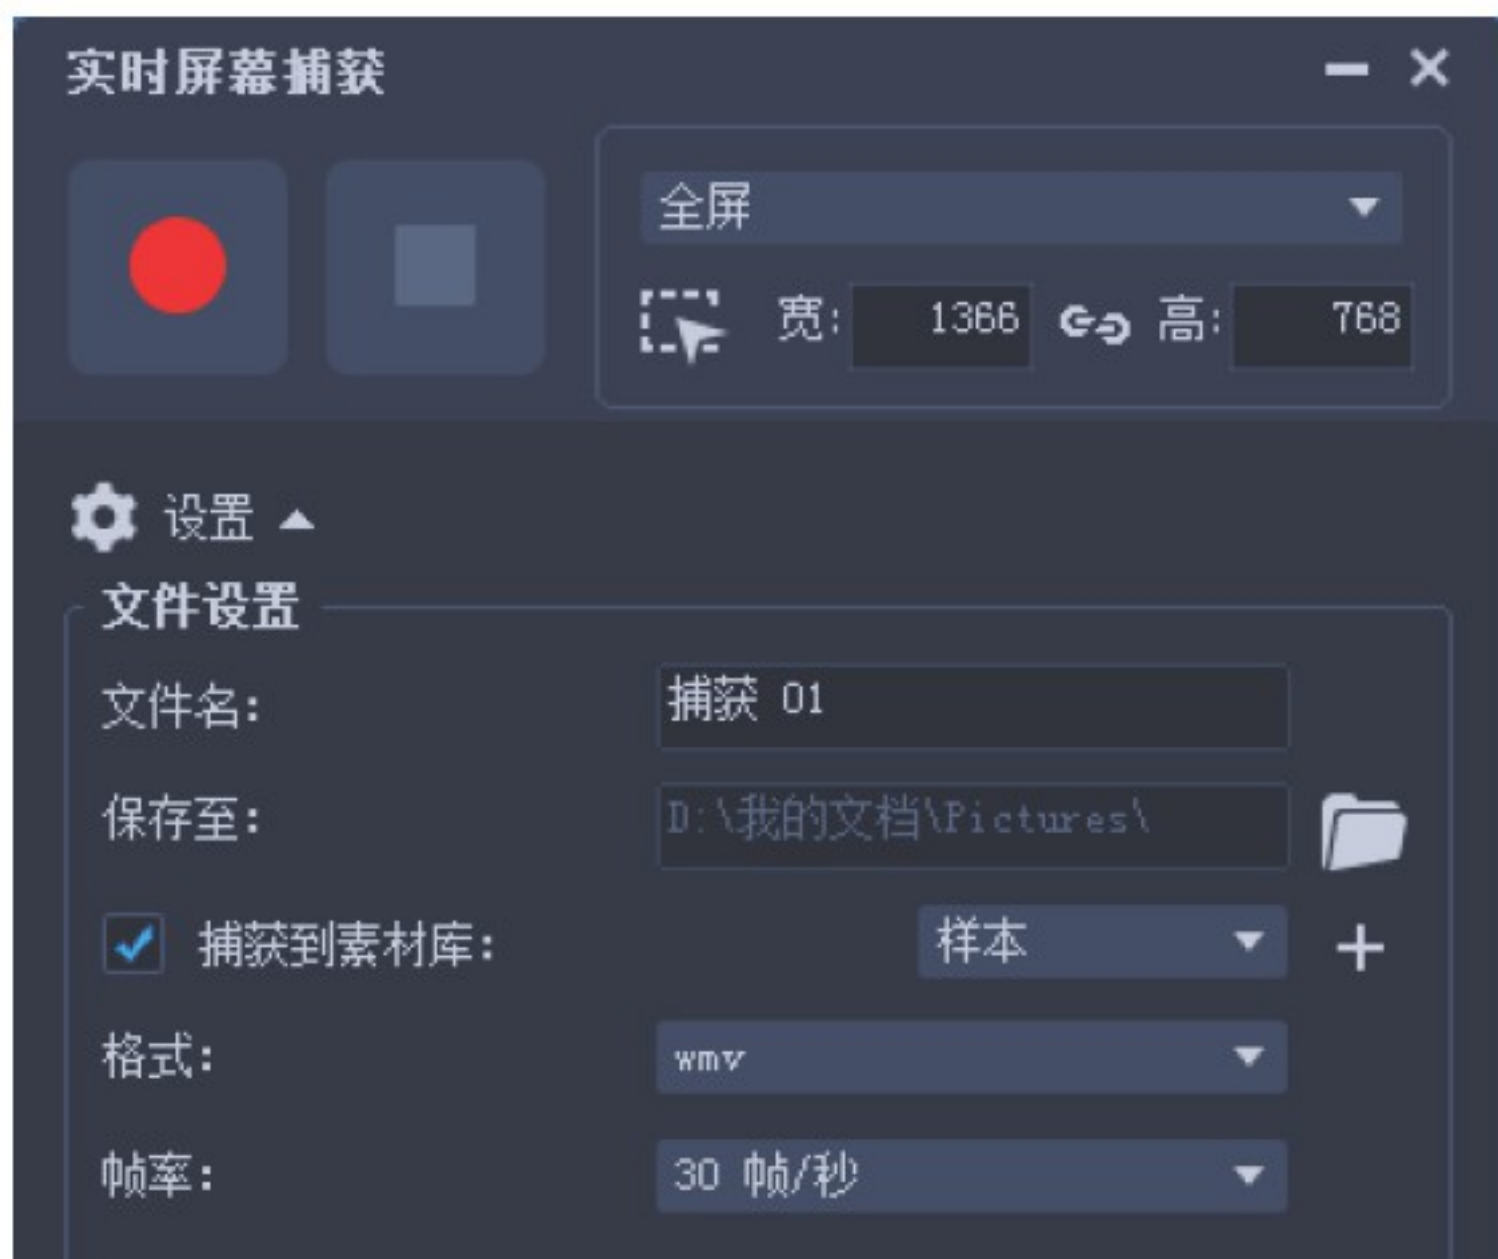 实时屏幕捕获
全屏
宽: 1366 高: 768
设置
文件设置
文件名: 捕获 01
保存至: D:\我的文档\Pictures\
捕获到素材库: 样本
格式: wmv
帧率: 30 帧/秒